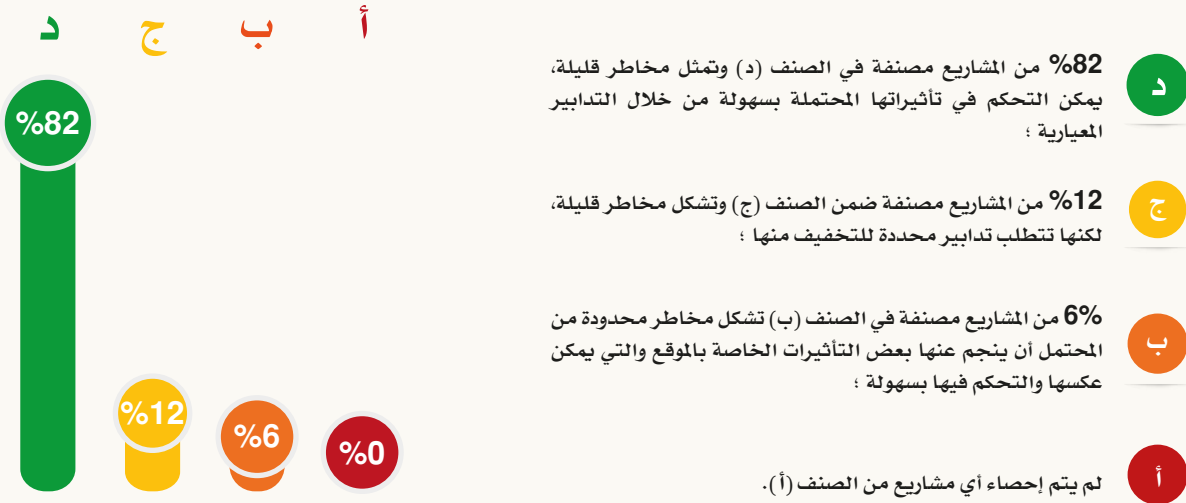 أ ب ج د
%82
%12
%6
%0
د
%82 من المشاريع مصنفة في الصنف (د) وتمثل مخاطر قليلة،
يمكن التحكم في تأثيراتها المحتملة بسهولة من خلال التدابير
المعيارية ؛
ج
%12 من المشاريع مصنفة ضمن الصنف (ج) وتشكل مخاطر قليلة،
لكنها تتطلب تدابير محددة للتخفيف منها ؛
ب
6% من المشاريع مصنفة في الصنف (ب) تشكل مخاطر محدودة من
المحتمل أن ينجم عنها بعض التأثيرات الخاصة بالموقع والتي يمكن
عكسها والتحكم فيها بسهولة ؛
أ
لم يتم إحصاء أي مشاريع من الصنف (أ).